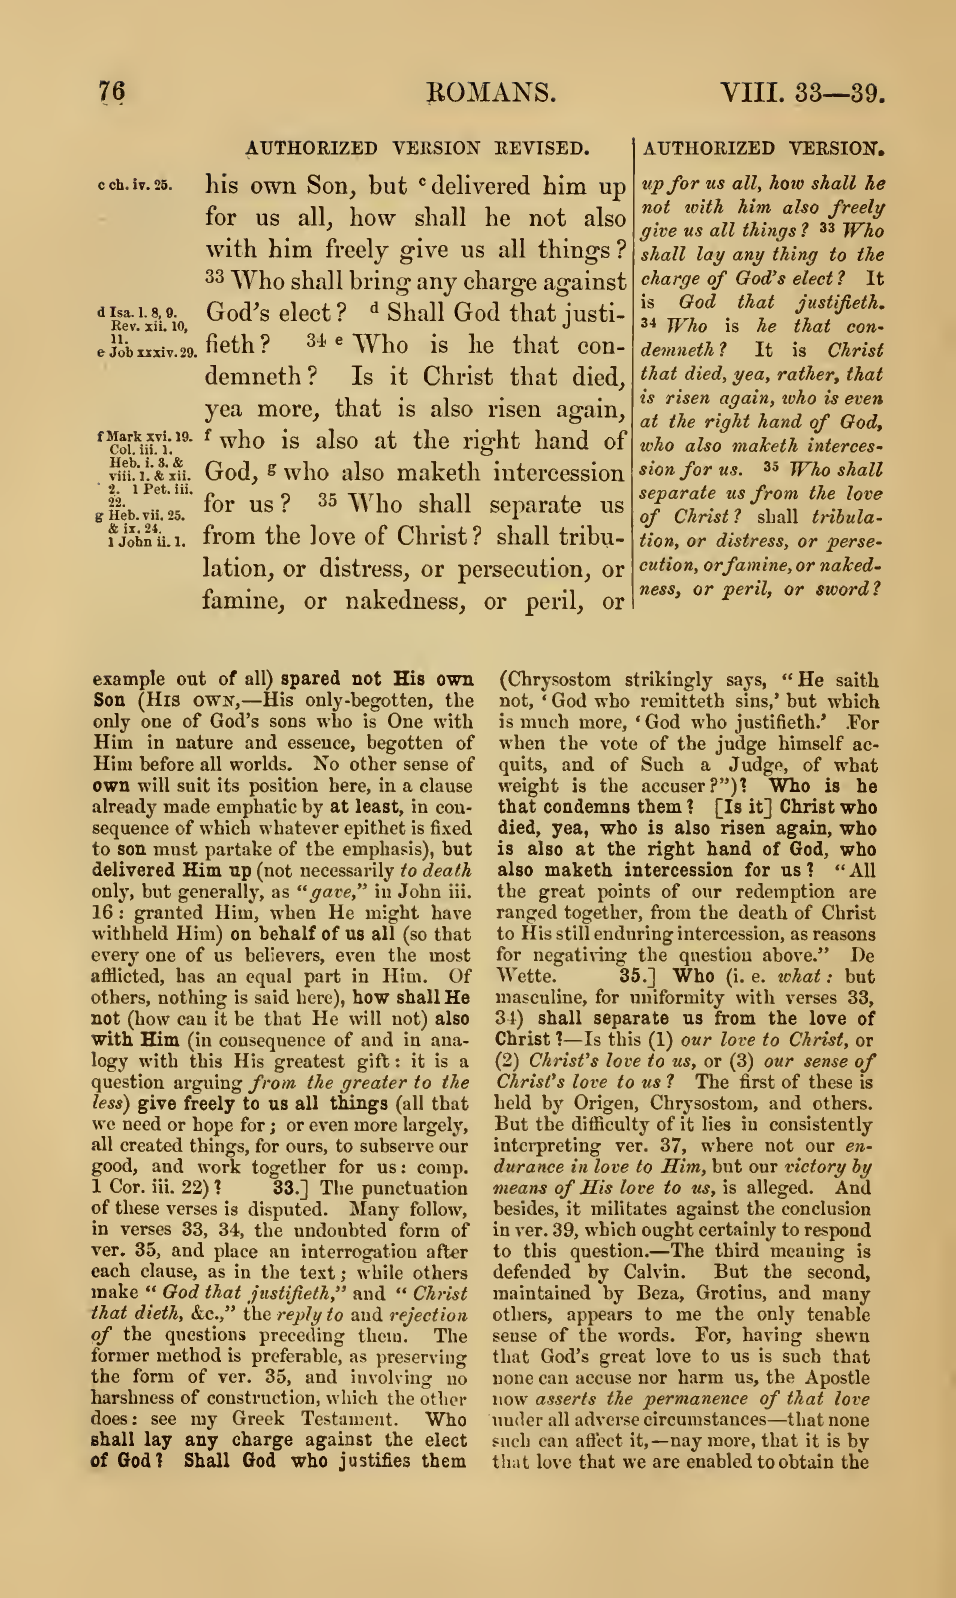 76 ROMANS. VIII. 33—39.
AUTHORIZED VERSION REVISED.
c ch. iv. 25.
d Isa. l. 8, 9.
Rev. xii. 10,
11.
e Job xxxiv. 29.
f Mark xvi. 19.
Col. iii. 1.
Heb. i. 3. &
viii. 1. & xii.
2. 1 Pet. iii.
22.
g Heb. vii. 25.
& ix. 24.
1 John ii. 1.
his own Son, but c delivered him up
for us all, how shall he not also
with him freely give us all things?
33 Who shall bring any charge against
God's elect? d Shall God that justi-
fieth? 34 e Who is he that con-
demneth? Is it Christ that died,
yea more, that is also risen again,
f who is also at the right hand of
God, g who also maketh intercession
for us? 35 Who shall separate us
from the love of Christ? shall tribu-
lation, or distress, or persecution, or
famine, or nakedness, or peril, or
AUTHORIZED VERSION.
up for us all, how shall he
not with him also freely
give us all things? 33 Who
shall lay any thing to the
charge of God's elect? It
is God that justifieth.
34 Who is he that con-
demneth? It is Christ
that died, yea, rather, that
is risen again, who is even
at the right hand of God,
who also maketh interces-
sion for us. 35 Who shall
separate us from the love
of Christ? shall tribula-
tion, or distress, or perse-
cution, or famine, or naked-
ness, or peril, or sword?
example out of all) spared not His own
Son (HIS OWN,—His only-begotten, the
only one of God's sons who is One with
Him in nature and essence, begotten of
Him before all worlds. No other sense of
own will suit its position here, in a clause
already made emphatic by at least, in con-
sequence of which whatever epithet is fixed
to son must partake of the emphasis), but
delivered Him up (not necessarily to death
only, but generally, as "gave," in John iii.
16: granted Him, when He might have
withheld Him) on behalf of us all (so that
every one of us believers, even the most
afflicted, has an equal part in Him. Of
others, nothing is said here), how shall He
not (how can it be that He will not) also
with Him (in consequence of and in ana-
logy with this His greatest gift: it is a
question arguing from the greater to the
less) give freely to us all things (all that
we need or hope for; or even more largely,
all created things, for ours, to subserve our
good, and work together for us: comp.
1 Cor. iii. 22)? 33.] The punctuation
of these verses is disputed. Many follow,
in verses 33, 34, the undoubted form of
ver. 35, and place an interrogation after
each clause, as in the text; while others
make "God that justifieth," and "Christ
that dieth, &c.," the reply to and rejection
of the questions preceding them. The
former method is preferable, as preserving
the form of ver. 35, and involving no
harshness of construction, which the other
does: see my Greek Testament. Who
shall lay any charge against the elect
of God? Shall God who justifies them
(Chrysostom strikingly says, "He saith
not, 'God who remitteth sins,' but which
is much more, 'God who justifieth.' For
when the vote of the judge himself ac-
quits, and of Such a Judge, of what
weight is the accuser?")? Who is he
that condemns them? [Is it] Christ who
died, yea, who is also risen again, who
is also at the right hand of God, who
also maketh intercession for us? "All
the great points of our redemption are
ranged together, from the death of Christ
to His still enduring intercession, as reasons
for negativing the question above." De
Wette. 35.] Who (i. e. what: but
masculine, for uniformity with verses 33,
34) shall separate us from the love of
Christ?—Is this (1) our love to Christ, or
(2) Christ's love to us, or (3) our sense of
Christ's love to us? The first of these is
held by Origen, Chrysostom, and others.
But the difficulty of it lies in consistently
interpreting ver. 37, where not our en-
durance in love to Him, but our victory by
means of His love to us, is alleged. And
besides, it militates against the conclusion
in ver. 39, which ought certainly to respond
to this question.—The third meaning is
defended by Calvin. But the second,
maintained by Beza, Grotius, and many
others, appears to me the only tenable
sense of the words. For, having shewn
that God's great love to us is such that
none can accuse nor harm us, the Apostle
now asserts the permanence of that love
under all adverse circumstances—that none
such can affect it,—nay more, that it is by
that love that we are enabled to obtain the